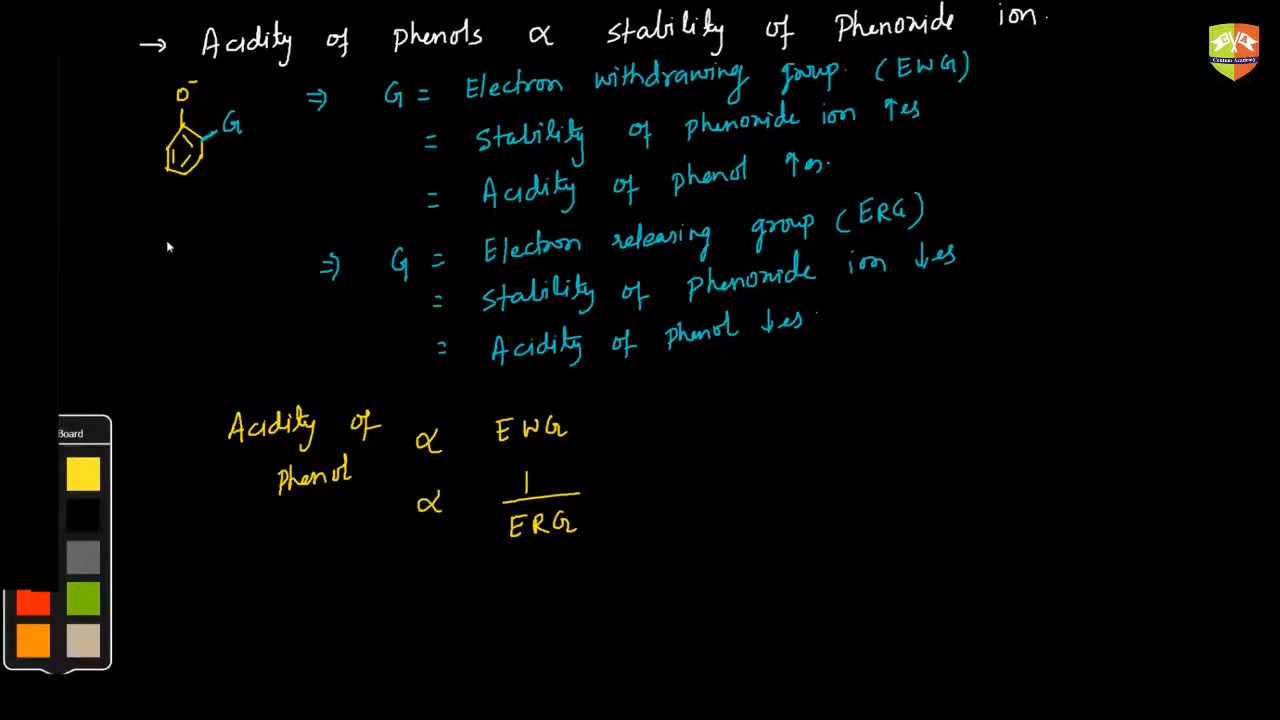 → Acidity of phenols ∝ stability of Phenoxide ion.
O⁻
G
⇒ G = Electron withdrawing group. (EWG)
= Stability of phenoxide ion ↑es
= Acidity of phenol ↑es.
⇒ G = Electron releasing group (ERG)
= Stability of Phenoxide ion ↓es
= Acidity of Phenol ↓es.
Acidity of Phenol ∝ EWG
∝ 1/ERG
Board
Centum Academy